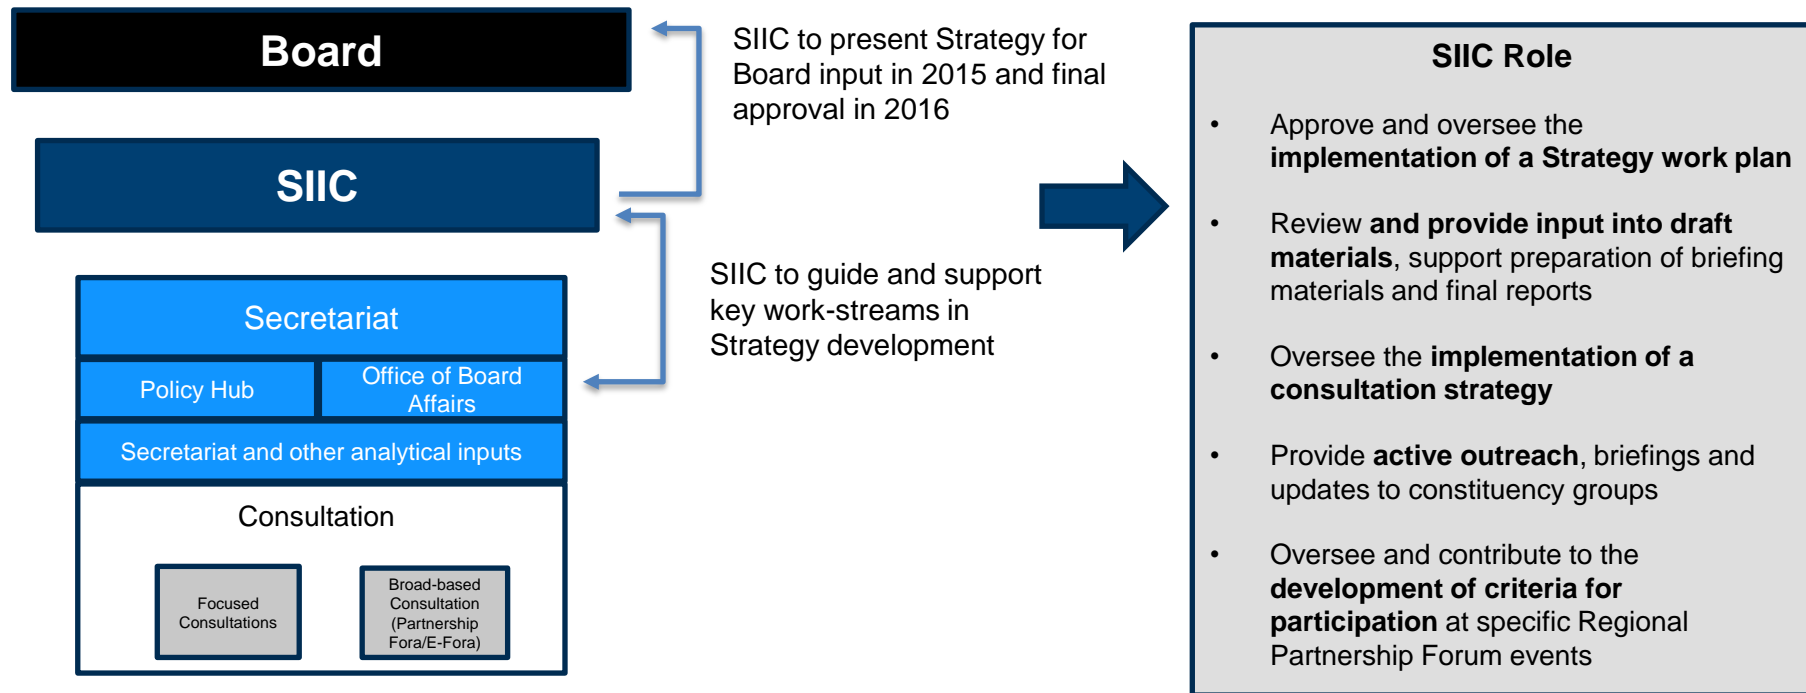 Board
SIIC to present Strategy for
Board input in 2015 and final
approval in 2016
SIIC
SIIC to guide and support
key work-streams in
Strategy development
Secretariat
Policy Hub
Office of Board
Affairs
Secretariat and other analytical inputs
Consultation
Focused
Consultations
Broad-based
Consultation
(Partnership
Fora/E-Fora)
SIIC Role
• Approve and oversee the
implementation of a Strategy work plan
• Review and provide input into draft
materials, support preparation of briefing
materials and final reports
• Oversee the implementation of a
consultation strategy
• Provide active outreach, briefings and
updates to constituency groups
• Oversee and contribute to the
development of criteria for
participation at specific Regional
Partnership Forum events